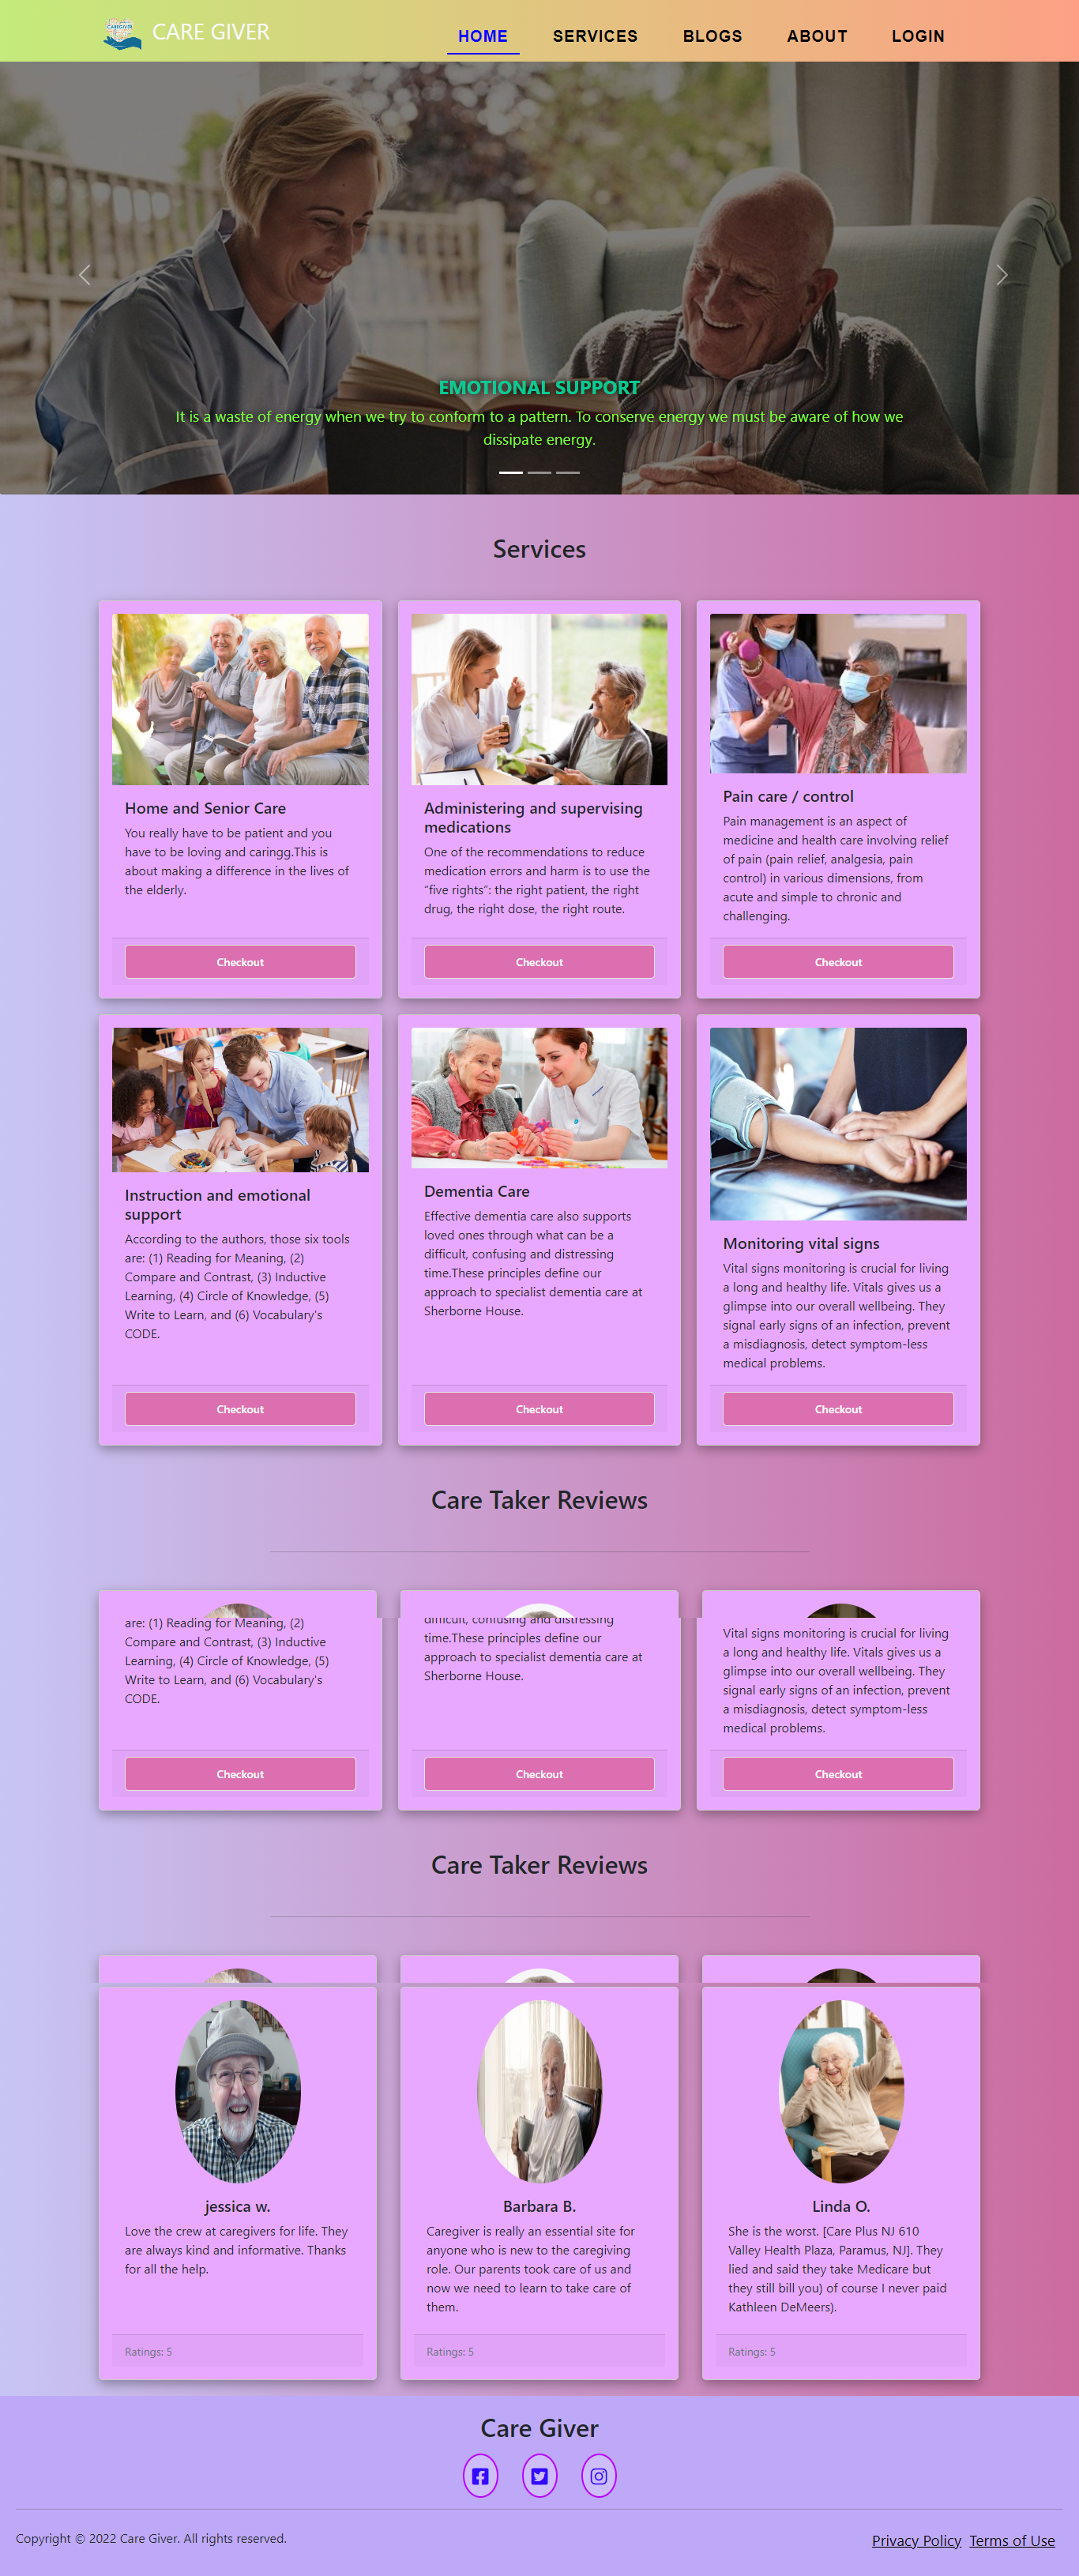 CAREGIVER
CARE GIVER
HOME SERVICES BLOGS ABOUT LOGIN
EMOTIONAL SUPPORT
It is a waste of energy when we try to conform to a pattern. To conserve energy we must be aware of how we
dissipate energy.
Services
Home and Senior Care
You really have to be patient and you
have to be loving and caringg.This is
about making a difference in the lives of
the elderly.
Checkout
Administering and supervising
medications
One of the recommendations to reduce
medication errors and harm is to use the
“five rights”: the right patient, the right
drug, the right dose, the right route.
Checkout
Pain care / control
Pain management is an aspect of
medicine and health care involving relief
of pain (pain relief, analgesia, pain
control) in various dimensions, from
acute and simple to chronic and
challenging.
Checkout
Instruction and emotional
support
According to the authors, those six tools
are: (1) Reading for Meaning, (2)
Compare and Contrast, (3) Inductive
Learning, (4) Circle of Knowledge, (5)
Write to Learn, and (6) Vocabulary's
CODE.
Checkout
Dementia Care
Effective dementia care also supports
loved ones through what can be a
difficult, confusing and distressing
time.These principles define our
approach to specialist dementia care at
Sherborne House.
Checkout
Monitoring vital signs
Vital signs monitoring is crucial for living
a long and healthy life. Vitals gives us a
glimpse into our overall wellbeing. They
signal early signs of an infection, prevent
a misdiagnosis, detect symptom-less
medical problems.
Checkout
Care Taker Reviews
are: (1) Reading for Meaning, (2)
Compare and Contrast, (3) Inductive
Learning, (4) Circle of Knowledge, (5)
Write to Learn, and (6) Vocabulary's
CODE.
Checkout
difficult, confusing and distressing
time.These principles define our
approach to specialist dementia care at
Sherborne House.
Checkout
Vital signs monitoring is crucial for living
a long and healthy life. Vitals gives us a
glimpse into our overall wellbeing. They
signal early signs of an infection, prevent
a misdiagnosis, detect symptom-less
medical problems.
Checkout
Care Taker Reviews
jessica w.
Love the crew at caregivers for life. They
are always kind and informative. Thanks
for all the help.
Ratings: 5
Barbara B.
Caregiver is really an essential site for
anyone who is new to the caregiving
role. Our parents took care of us and
now we need to learn to take care of
them.
Ratings: 5
Linda O.
She is the worst. [Care Plus NJ 610
Valley Health Plaza, Paramus, NJ]. They
lied and said they take Medicare but
they still bill you) of course I never paid
Kathleen DeMeers).
Ratings: 5
Care Giver
Copyright © 2022 Care Giver. All rights reserved.
Privacy Policy Terms of Use